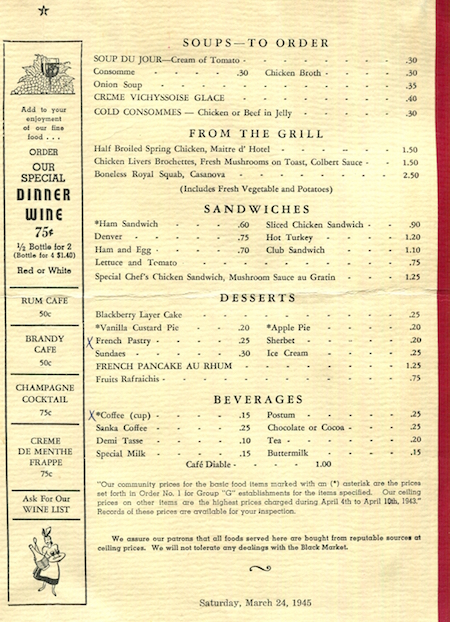 Add to your
enjoyment
of our fine
food . . .
ORDER
OUR
SPECIAL
DINNER
WINE
75¢
½ Bottle for 2
(Bottle for 4 $1.40)
Red or White
RUM CAFE
50c
BRANDY
CAFE
50c
CHAMPAGNE
COCKTAIL
75c
CREME
DE MENTHE
FRAPPE
75c
Ask For Our
WINE LIST
SOUPS—TO ORDER
SOUP DU JOUR—Cream of Tomato - .30
Consomme - .30 Chicken Broth - .30
Onion Soup - .35
CREME VICHYSSOISE GLACE - .40
COLD CONSOMMES — Chicken or Beef in Jelly - .30
FROM THE GRILL
Half Broiled Spring Chicken, Maitre d' Hotel - 1.50
Chicken Livers Brochettes, Fresh Mushrooms on Toast, Colbert Sauce - 1.50
Boneless Royal Squab, Casanova - 2.50
(Includes Fresh Vegetable and Potatoes)
SANDWICHES
*Ham Sandwich - .60 Sliced Chicken Sandwich - .90
Denver - .75 Hot Turkey - 1.20
Ham and Egg - .70 Club Sandwich - 1.10
Lettuce and Tomato - .75
Special Chef's Chicken Sandwich, Mushroom Sauce au Gratin - 1.25
DESSERTS
Blackberry Layer Cake - .25
*Vanilla Custard Pie - .20 *Apple Pie - .20
x French Pastry - .25 Sherbet - .20
Sundaes - .30 Ice Cream - .25
FRENCH PANCAKE AU RHUM - 1.25
Fruits Rafraichis - .75
BEVERAGES
x *Coffee (cup) - .15 Postum - .25
Sanka Coffee - .25 Chocolate or Cocoa - .25
Demi Tasse - .10 Tea - .20
Special Milk - .15 Buttermilk - .15
Café Diable - 1.00
"Our community prices for the basic food items marked with an (*) asterisk are the prices
set forth in Order No. 1 for Group "G" establishments for the items specified. Our ceiling
prices on other items are the highest prices charged during April 4th to April 10th, 1943."
Records of these prices are available for your inspection.
We assure our patrons that all foods served here are bought from reputable sources at
ceiling prices. We will not tolerate any dealings with the Black Market.
Saturday, March 24, 1945